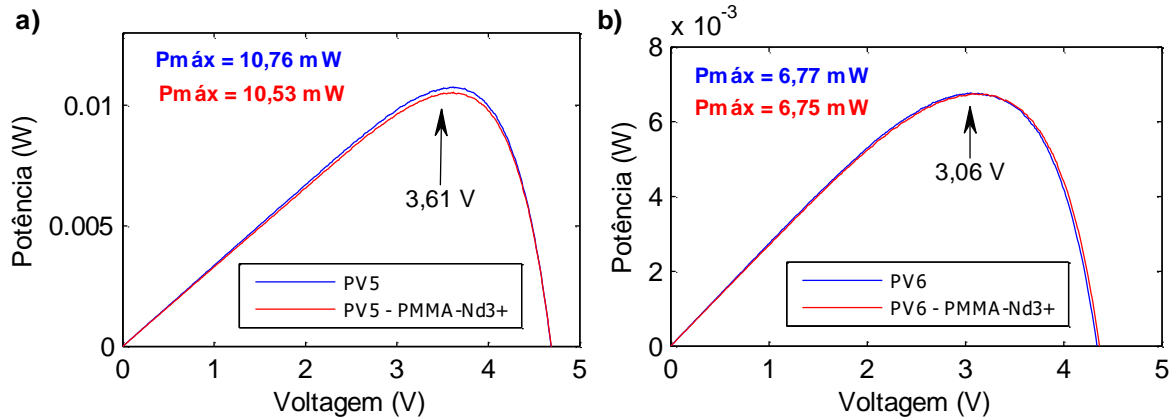 a)
Pmáx = 10,76 mW
Pmáx = 10,53 mW
0.01
0.005
0
Potência (W)
3,61 V
PV5
PV5 - PMMA-Nd3+
0 1 2 3 4 5
Voltagem (V)
b)
x 10^-3
Pmáx = 6,77 mW
Pmáx = 6,75 mW
8
6
4
2
0
Potência (W)
3,06 V
PV6
PV6 - PMMA-Nd3+
0 1 2 3 4 5
Voltagem (V)